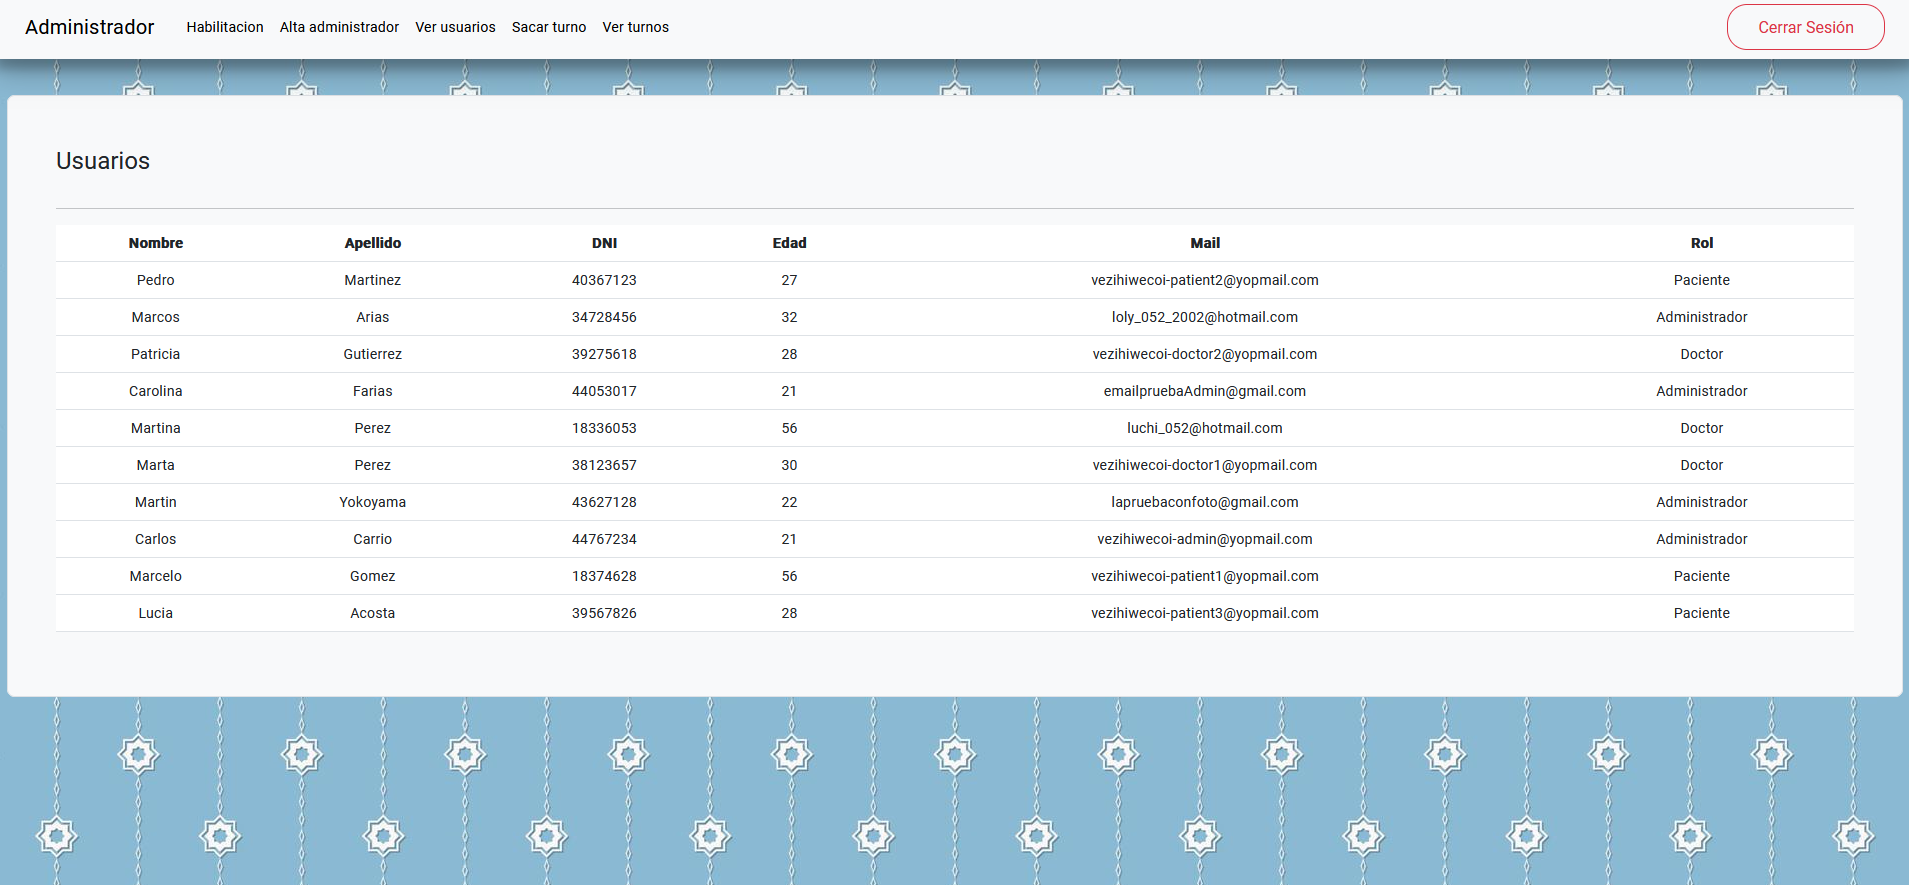 Administrador Habilitacion Alta administrador Ver usuarios Sacar turno Ver turnos Cerrar Sesión
Usuarios
Nombre Apellido DNI Edad Mail Rol
Pedro Martinez 40367123 27 vezihiwecoi-patient2@yopmail.com Paciente
Marcos Arias 34728456 32 loly_052_2002@hotmail.com Administrador
Patricia Gutierrez 39275618 28 vezihiwecoi-doctor2@yopmail.com Doctor
Carolina Farias 44053017 21 emailpruebaAdmin@gmail.com Administrador
Martina Perez 18336053 56 luchi_052@hotmail.com Doctor
Marta Perez 38123657 30 vezihiwecoi-doctor1@yopmail.com Doctor
Martin Yokoyama 43627128 22 lapruebaconfoto@gmail.com Administrador
Carlos Carrio 44767234 21 vezihiwecoi-admin@yopmail.com Administrador
Marcelo Gomez 18374628 56 vezihiwecoi-patient1@yopmail.com Paciente
Lucia Acosta 39567826 28 vezihiwecoi-patient3@yopmail.com Paciente